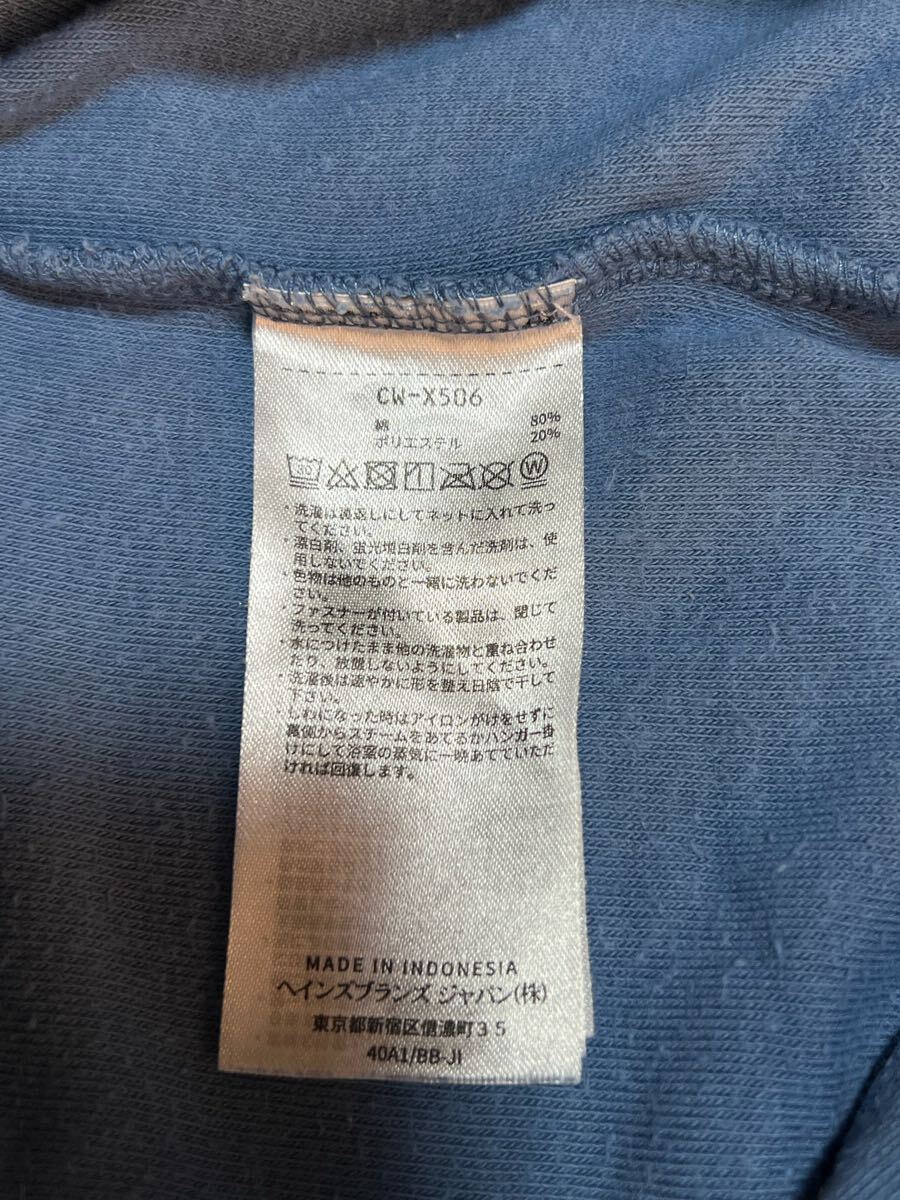 CW-X506
綿 80%
ポリエステル 20%
30
W
・洗濯は裏返しにしてネットに入れて洗っ
てください。
・漂白剤、蛍光増白剤を含んだ洗剤は、使
用しないでください。
・色物は他のものと一緒に洗わないでくだ
さい。
・ファスナーが付いている製品は、閉じて
洗ってください。
・水につけたまま他の洗濯物と重ね合わせ
たり、放置しないようにしてください。
・洗濯後は速やかに形を整え日陰で干して
下さい。
・しわになった時はアイロンがけをせずに
裏側からスチームをあてるかハンガー掛
けにして浴室の蒸気に一晩あてていただ
ければ回復します。
MADE IN INDONESIA
ヘインズブランズ ジャパン(株)
東京都新宿区信濃町35
40A1/BB-JI